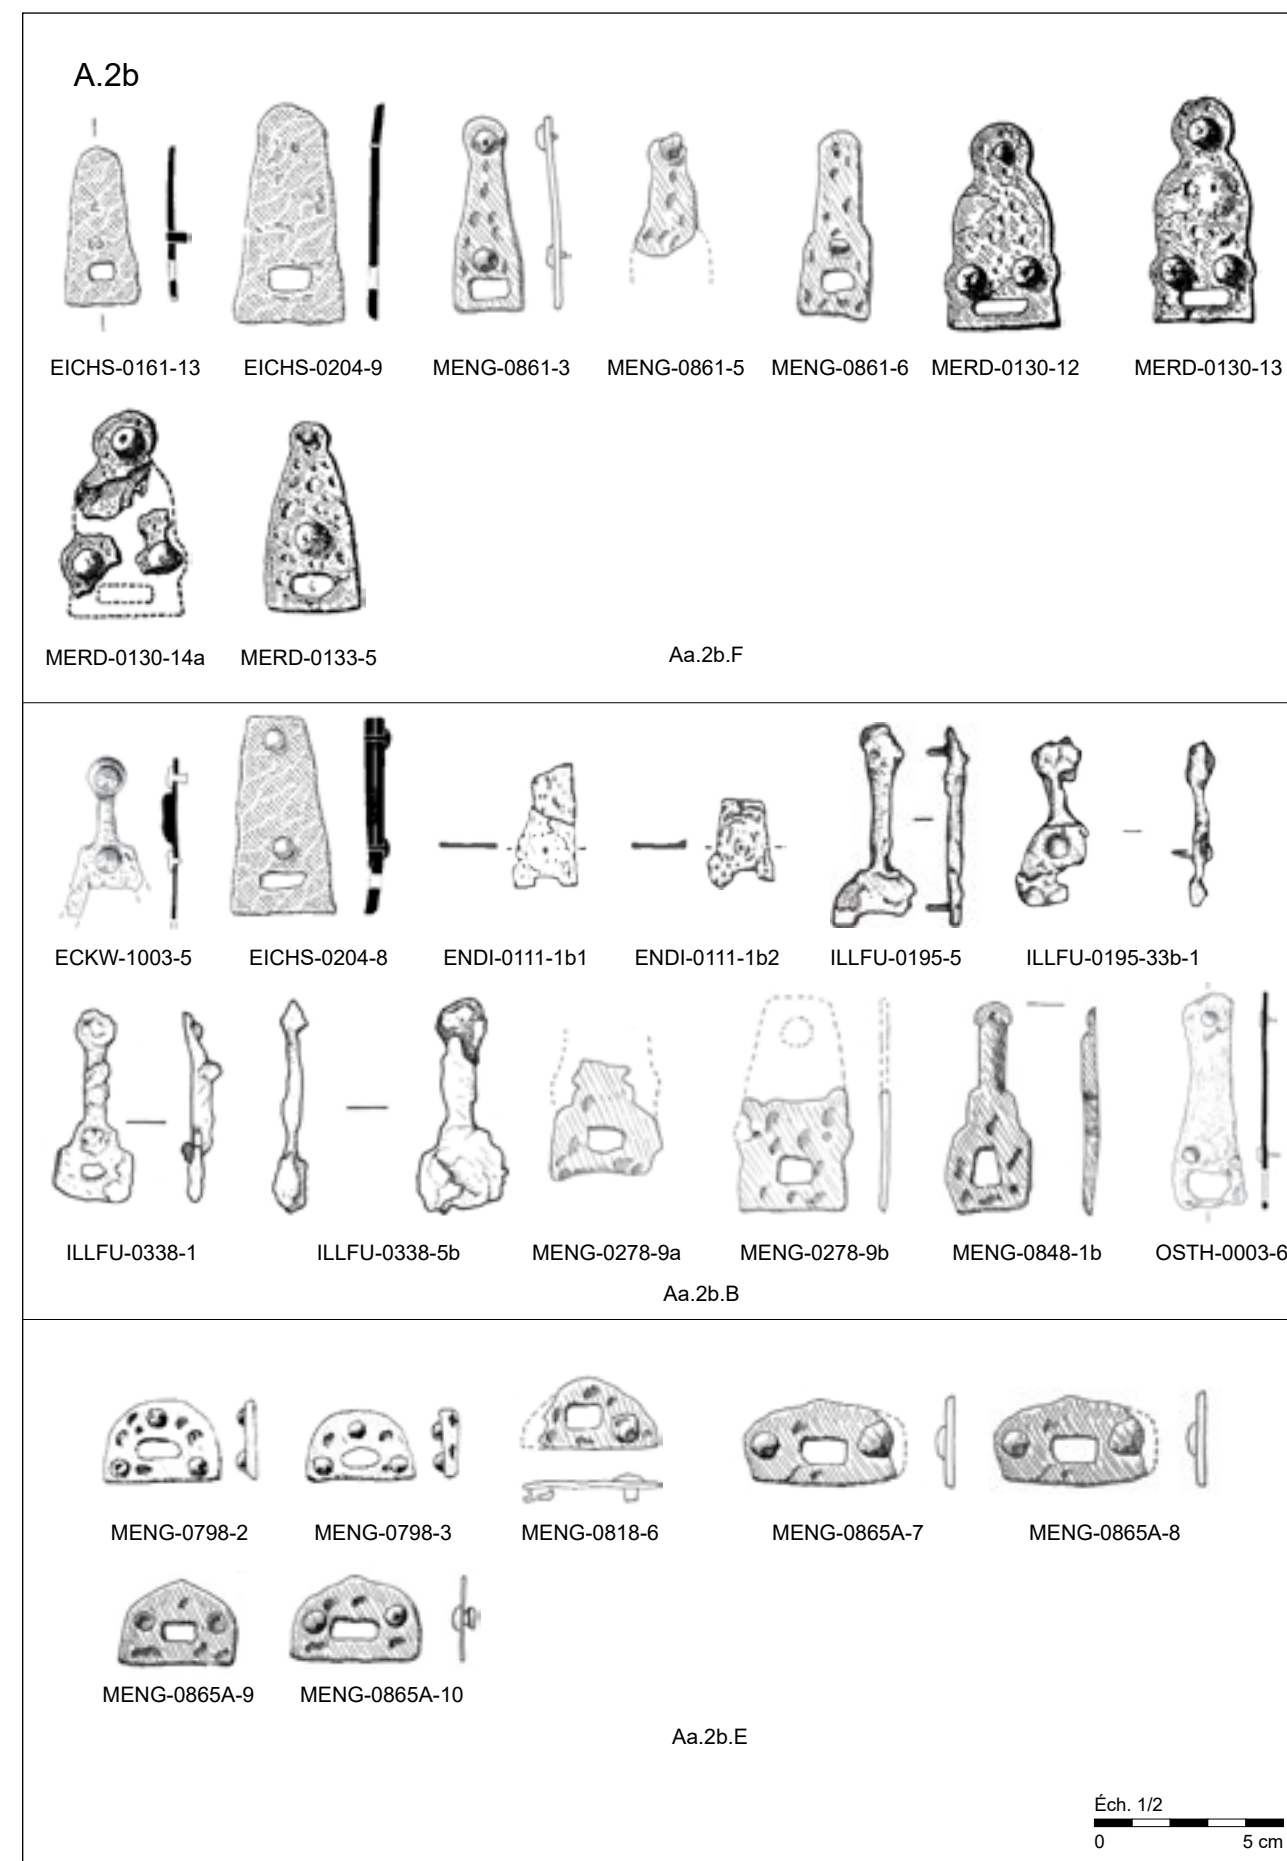 A.2b
EICHS-0161-13 EICHS-0204-9 MENG-0861-3 MENG-0861-5 MENG-0861-6 MERD-0130-12 MERD-0130-13
MERD-0130-14a MERD-0133-5
Aa.2b.F
ECKW-1003-5 EICHS-0204-8 ENDI-0111-1b1 ENDI-0111-1b2 ILLFU-0195-5 ILLFU-0195-33b-1
ILLFU-0338-1 ILLFU-0338-5b MENG-0278-9a MENG-0278-9b MENG-0848-1b OSTH-0003-6
Aa.2b.B
MENG-0798-2 MENG-0798-3 MENG-0818-6 MENG-0865A-7 MENG-0865A-8
MENG-0865A-9 MENG-0865A-10
Aa.2b.E
Éch. 1/2
0 5 cm